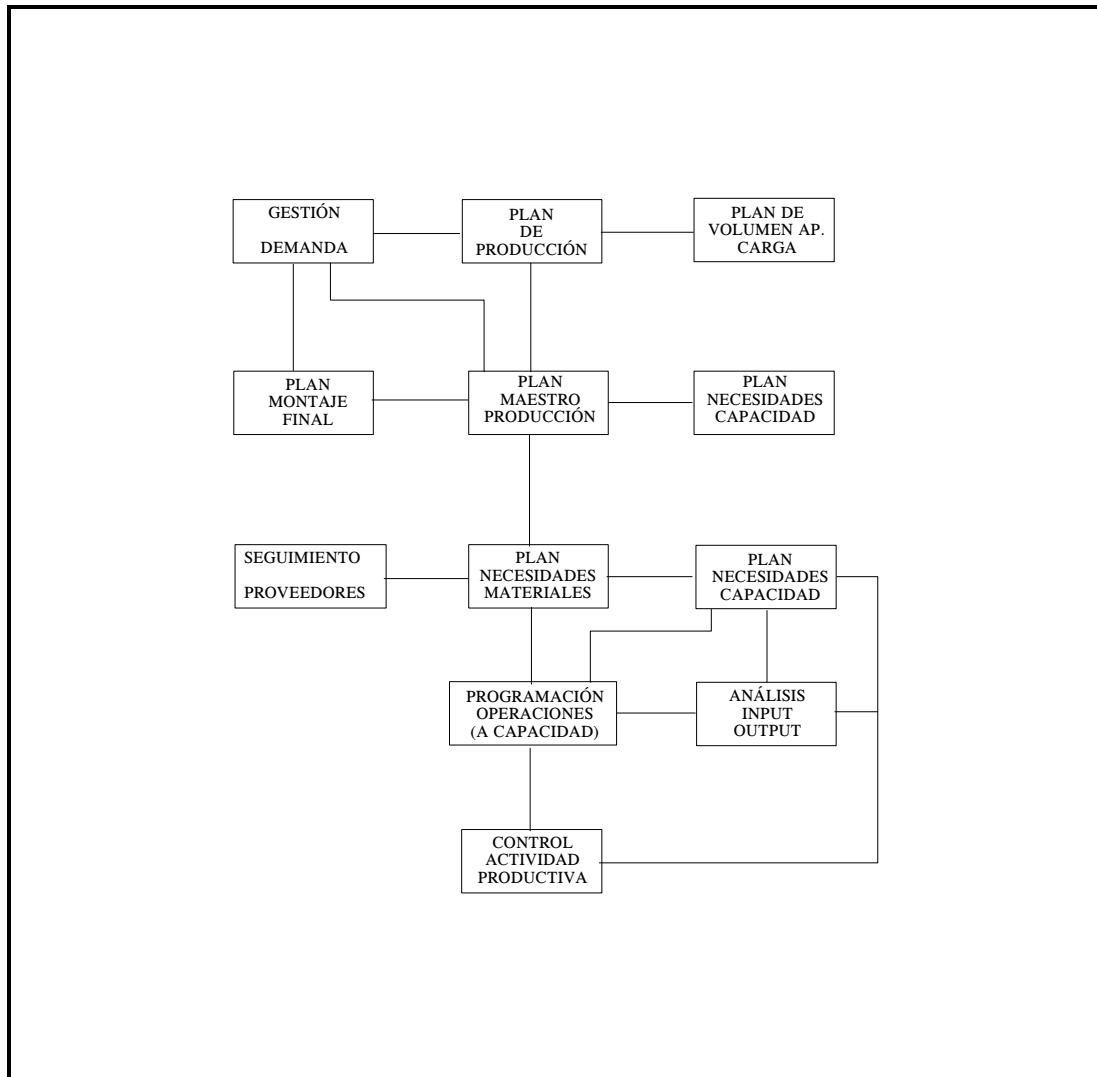 GESTIÓN
DEMANDA
PLAN
DE
PRODUCCIÓN
PLAN DE
VOLUMEN AP.
CARGA
PLAN
MONTAJE
FINAL
PLAN
MAESTRO
PRODUCCIÓN
PLAN
NECESIDADES
CAPACIDAD
SEGUIMIENTO
PROVEEDORES
PLAN
NECESIDADES
MATERIALES
PLAN
NECESIDADES
CAPACIDAD
PROGRAMACIÓN
OPERACIONES
(A CAPACIDAD)
ANÁLISIS
INPUT
OUTPUT
CONTROL
ACTIVIDAD
PRODUCTIVA